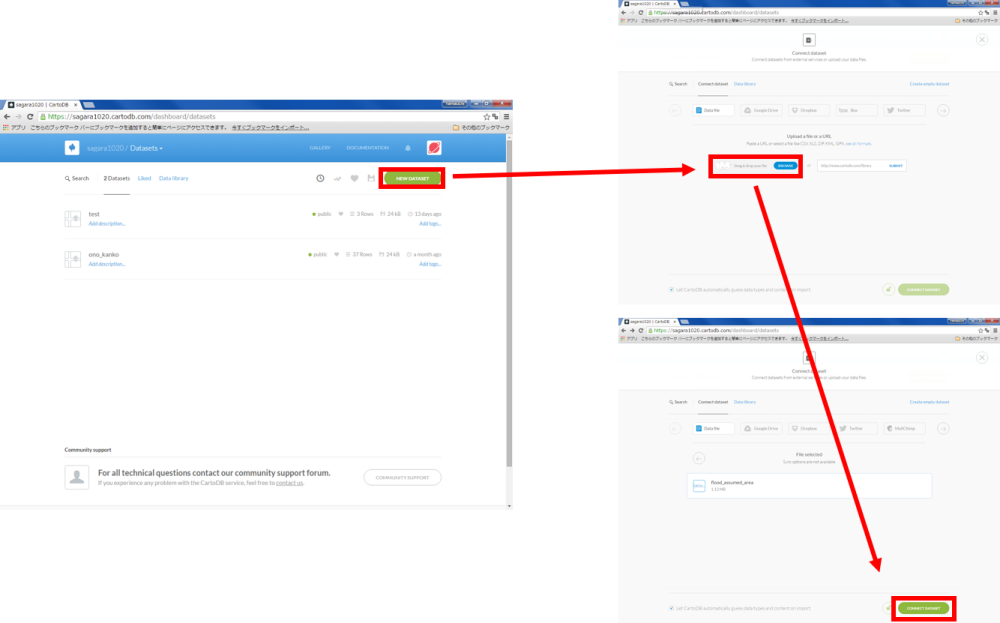 sagara1020 | CartoDB
https://sagara1020.cartodb.com/dashboard/datasets
アプリ こちらのブックマーク バーにブックマークを追加すると簡単にページにアクセスできます。 今すぐブックマークをインポート... その他のブックマーク
sagara1020 / Datasets
GALLERY DOCUMENTATION
Search 2 Datasets Liked Data library NEW DATASET
test public 3 Rows 24 kB 13 days ago
Add description... Add tags...
ono_kanko public 37 Rows 24 kB a month ago
Add description... Add tags...
Community support
For all technical questions contact our community support forum.
If you experience any problem with the CartoDB service, feel free to contact us.
COMMUNITY SUPPORT
sagara1020 | CartoDB
https://sagara1020.cartodb.com/dashboard/datasets
アプリ こちらのブックマーク バーにブックマークを追加すると簡単にページにアクセスできます。 今すぐブックマークをインポート... その他のブックマーク
Connect dataset
Connect datasets from external services or upload your data files.
Search Connect dataset Data library Create empty dataset
Data file Google Drive Dropbox Box Twitter
Upload a file or a URL
Paste a URL or select a file like CSV, XLS, ZIP, KML, GPX, see all formats.
BROWSE SUBMIT
Let CartoDB automatically guess data types and content on import
CONNECT DATASET
sagara1020 | CartoDB
https://sagara1020.cartodb.com/dashboard/datasets
アプリ こちらのブックマーク バーにブックマークを追加すると簡単にページにアクセスできます。 今すぐブックマークをインポート... その他のブックマーク
Connect dataset
Connect datasets from external services or upload your data files.
Search Connect dataset Data library Create empty dataset
Data file Google Drive Dropbox Twitter MailChimp
File selected
Sync options are not available
flood_assumed_area
Let CartoDB automatically guess data types and content on import
CONNECT DATASET